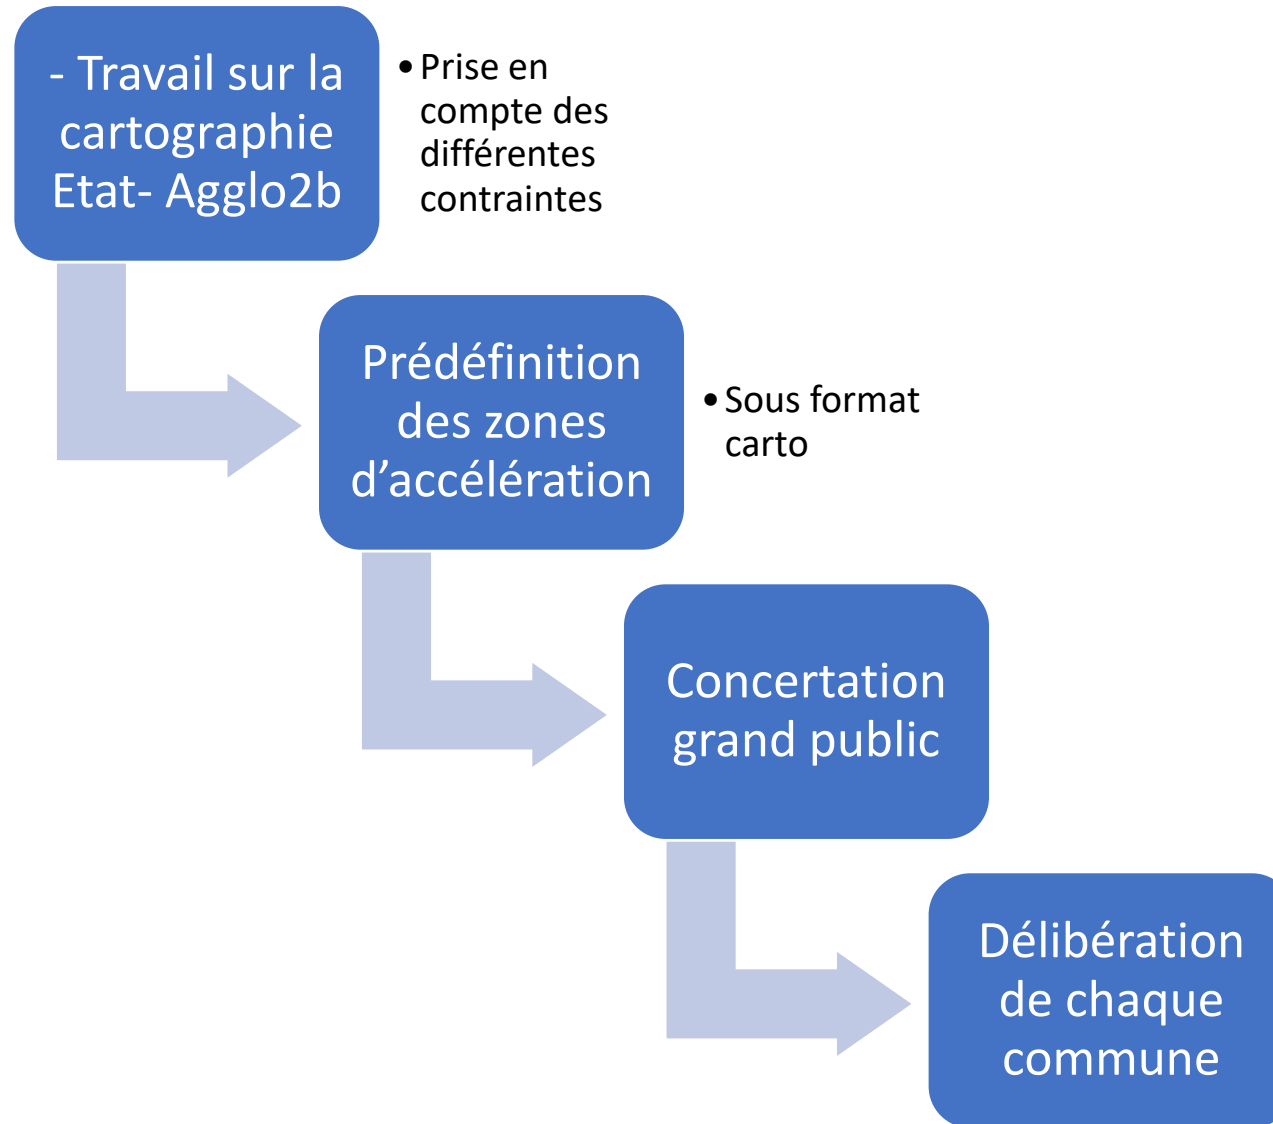 - Travail sur la
cartographie
Etat- Agglo2b
•Prise en
compte des
différentes
contraintes
Prédéfinition
des zones
d’accélération
•Sous format
carto
Concertation
grand public
Délibération
de chaque
commune